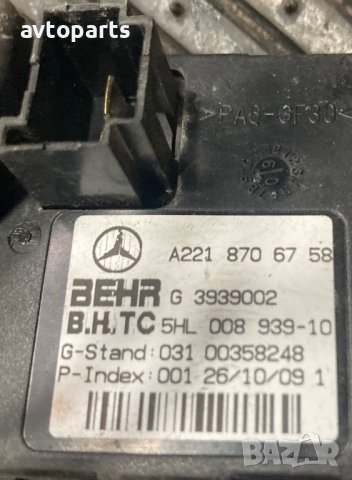 avtoparts
>PA6-GF30<
A221 870 67 58
BEHR G 3939002
B.H.TC 5HL 008 939-10
G-Stand:031 00358248
P-Index:001 26/10/09 1
BAZAR